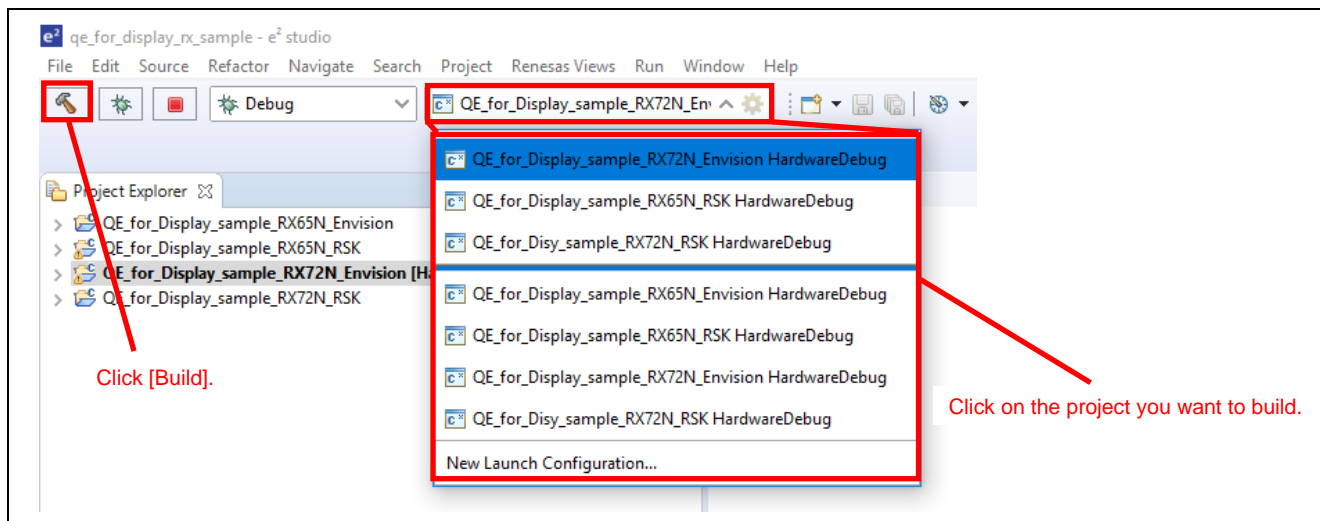 qe_for_display_rx_sample - e² studio
File Edit Source Refactor Navigate Search Project Renesas Views Run Window Help
Debug
QE_for_Display_sample_RX72N_En
QE_for_Display_sample_RX72N_Envision HardwareDebug
QE_for_Display_sample_RX65N_RSK HardwareDebug
QE_for_Disy_sample_RX72N_RSK HardwareDebug
QE_for_Display_sample_RX65N_Envision HardwareDebug
QE_for_Display_sample_RX65N_RSK HardwareDebug
QE_for_Display_sample_RX72N_Envision HardwareDebug
QE_for_Disy_sample_RX72N_RSK HardwareDebug
New Launch Configuration...
Project Explorer
QE_for_Display_sample_RX65N_Envision
QE_for_Display_sample_RX65N_RSK
QE_for_Display_sample_RX72N_Envision [Ha
QE_for_Display_sample_RX72N_RSK
Click [Build].
Click on the project you want to build.